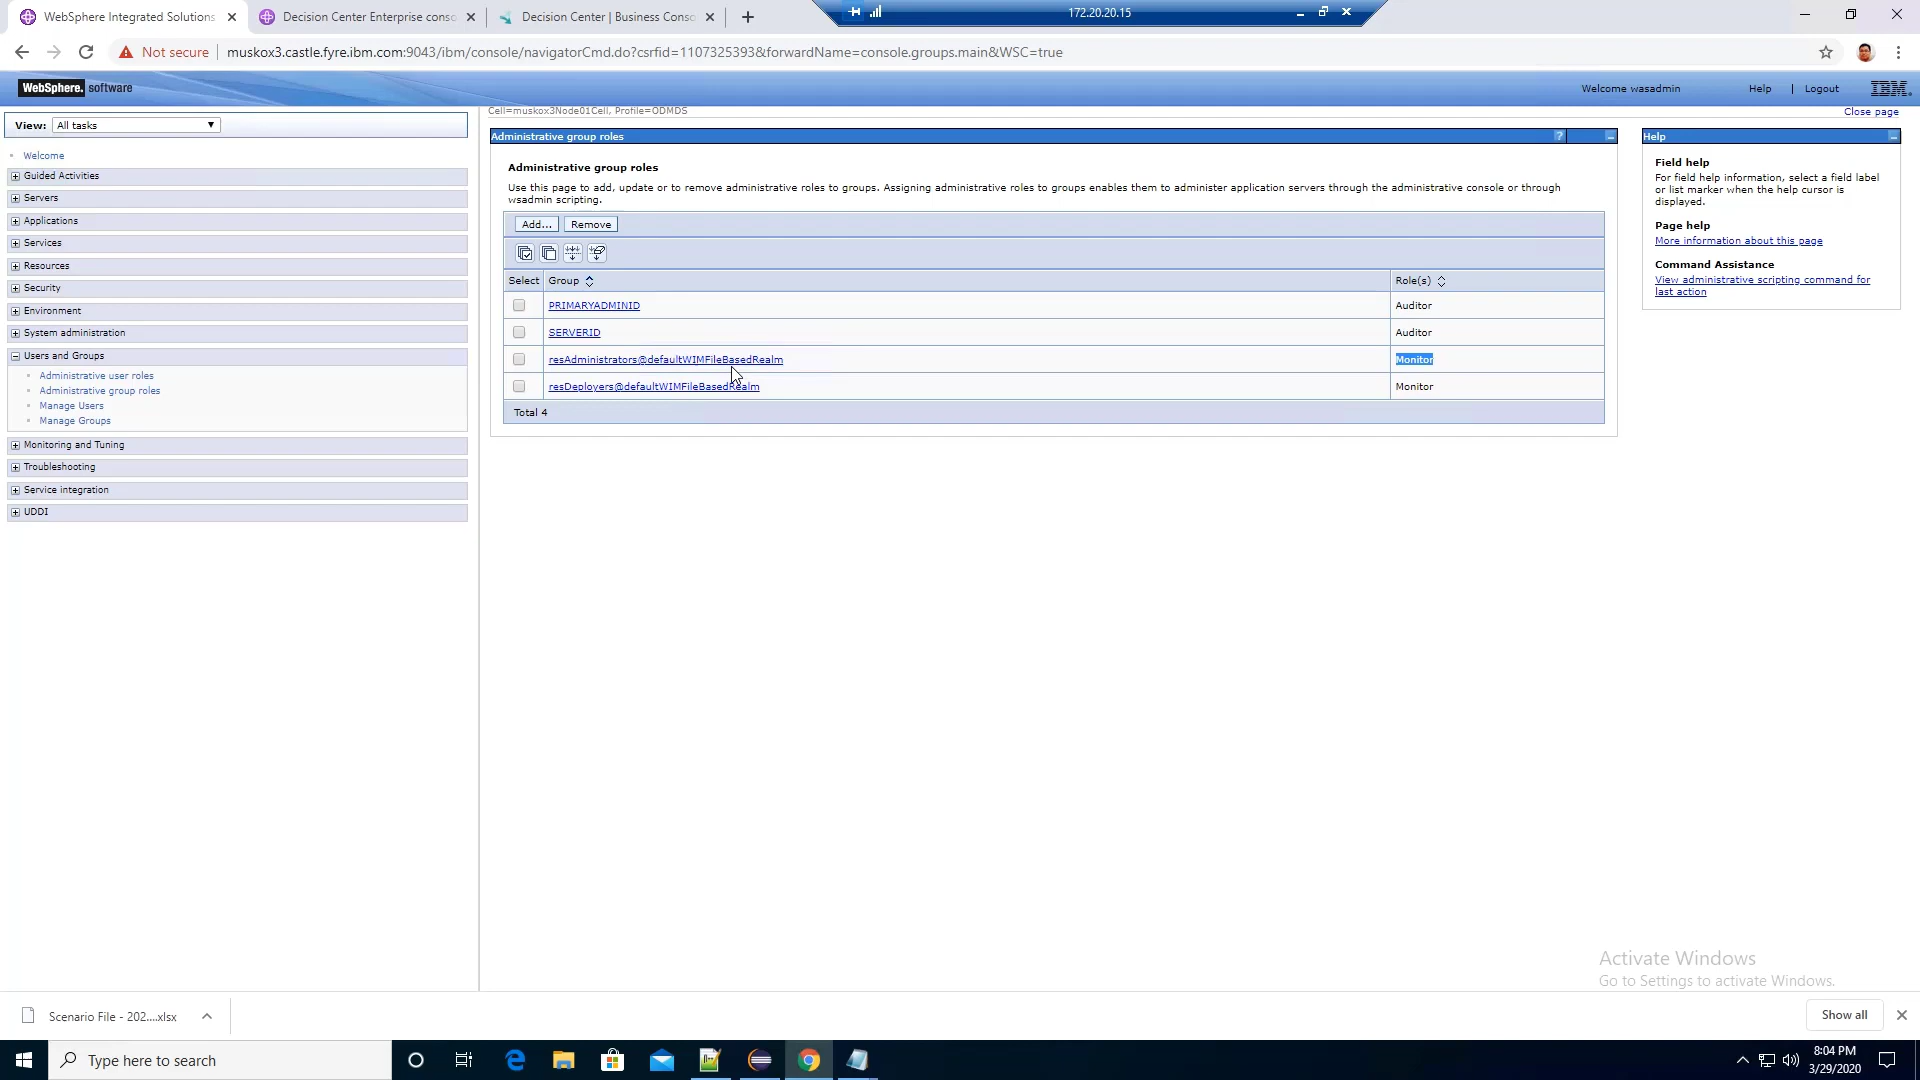 WebSphere Integrated Solutions
Decision Center Enterprise conso
Decision Center | Business Conso
172.20.20.15
Not secure
muskox3.castle.fyre.ibm.com:9043/ibm/console/navigatorCmd.do?csrfid=1107325393&forwardName=console.groups.main&WSC=true
WebSphere. software
Welcome wasadmin
Help
Logout
IBM.
View: All tasks
Welcome
Guided Activities
Servers
Applications
Services
Resources
Security
Environment
System administration
Users and Groups
Administrative user roles
Administrative group roles
Manage Users
Manage Groups
Monitoring and Tuning
Troubleshooting
Service integration
UDDI
Cell=muskox3Node01Cell, Profile=ODMDS
Close page
Administrative group roles
?
Administrative group roles
Use this page to add, update or to remove administrative roles to groups. Assigning administrative roles to groups enables them to administer application servers through the administrative console or through
wsadmin scripting.
Add... Remove
Select Group Role(s)
PRIMARYADMINID Auditor
SERVERID Auditor
resAdministrators@defaultWIMFileBasedRealm Monitor
resDeployers@defaultWIMFileBasedRealm Monitor
Total 4
Help
Field help
For field help information, select a field label
or list marker when the help cursor is
displayed.
Page help
More information about this page
Command Assistance
View administrative scripting command for
last action
Activate Windows
Go to Settings to activate Windows.
Scenario File - 202....xlsx
Show all
Type here to search
8:04 PM
3/29/2020